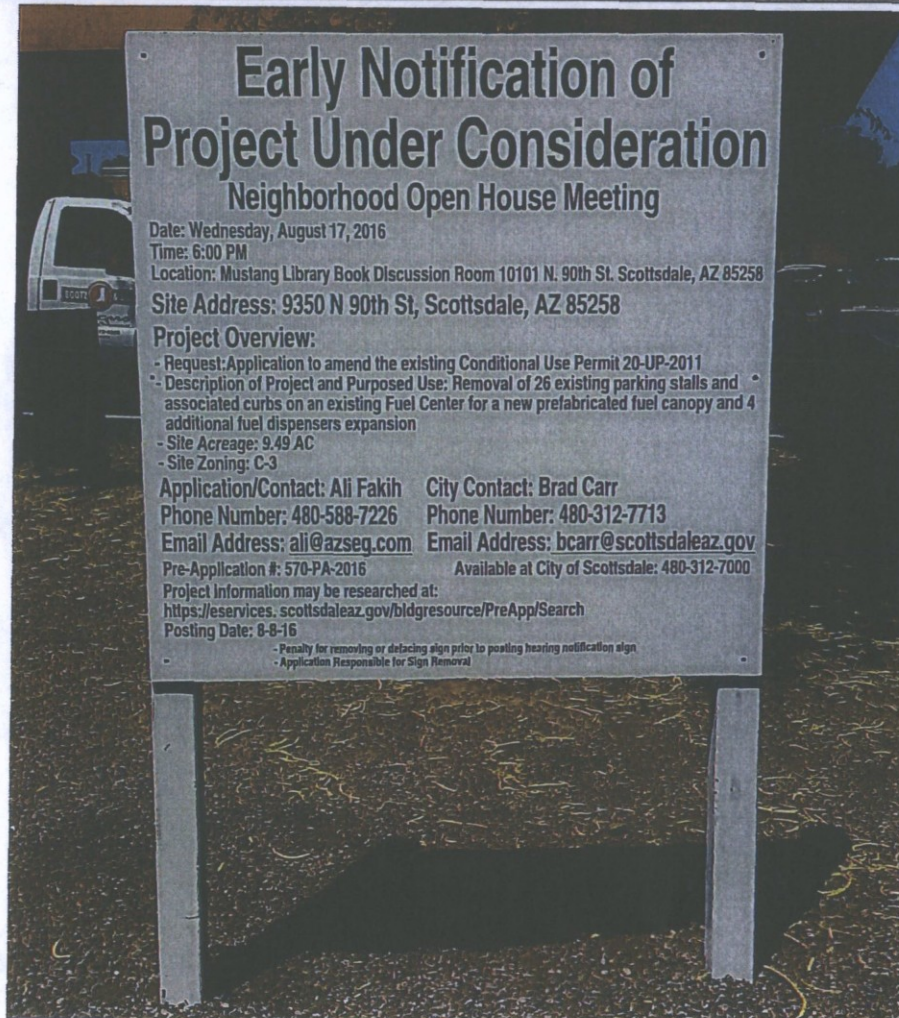 Early Notification of
Project Under Consideration
Neighborhood Open House Meeting
Date: Wednesday, August 17, 2016
Time: 6:00 PM
Location: Mustang Library Book Discussion Room 10101 N. 90th St. Scottsdale, AZ 85258
Site Address: 9350 N 90th St, Scottsdale, AZ 85258
Project Overview:
- Request:Application to amend the existing Conditional Use Permit 20-UP-2011
- Description of Project and Purposed Use: Removal of 26 existing parking stalls and
associated curbs on an existing Fuel Center for a new prefabricated fuel canopy and 4
additional fuel dispensers expansion
- Site Acreage: 9.49 AC
- Site Zoning: C-3
Application/Contact: Ali Fakih City Contact: Brad Carr
Phone Number: 480-588-7226 Phone Number: 480-312-7713
Email Address: ali@azseg.com Email Address: bcarr@scottsdaleaz.gov
Pre-Application #: 570-PA-2016 Available at City of Scottsdale: 480-312-7000
Project Information may be researched at:
https://eservices. scottsdaleaz.gov/bldgresource/PreApp/Search
Posting Date: 8-8-16
- Penalty for removing or defacing sign prior to posting hearing notification sign
- Application Responsible for Sign Removal